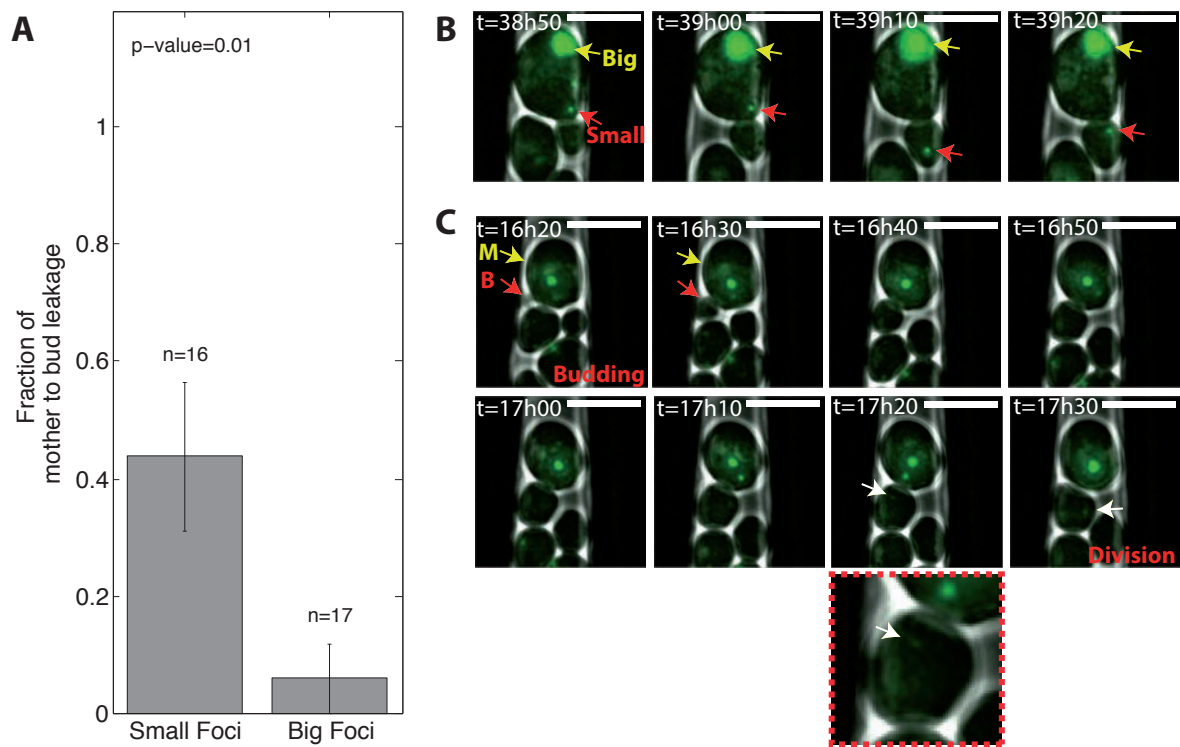 A
p-value=0.01
1
0.8
0.6
0.4
0.2
0
Fraction of
mother to bud leakage
n=16
n=17
Small Foci
Big Foci
B
t=38h50
t=39h00
t=39h10
t=39h20
Big
Small
C
t=16h20
t=16h30
t=16h40
t=16h50
M
B
Budding
t=17h00
t=17h10
t=17h20
t=17h30
Division